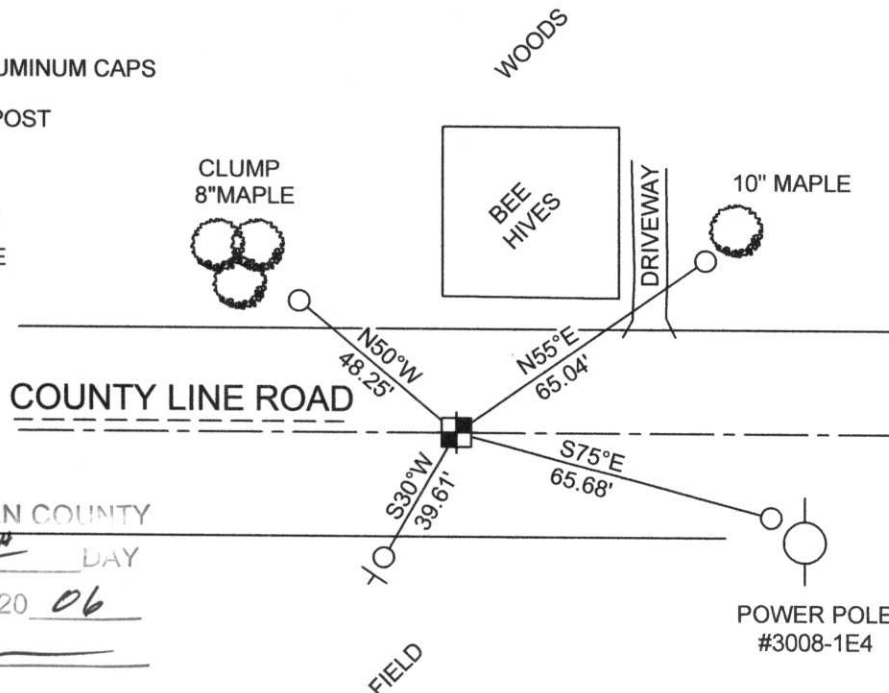 WOODS
UMINUM CAPS
POST
CLUMP
8"MAPLE
BEE
HIVES
DRIVEWAY
10" MAPLE
E
N50°W
48.25'
N55°E
65.04'
COUNTY LINE ROAD
S75°E
65.68'
S30°W
39.61'
N COUNTY
DAY
20 06
POWER POLE
#3008-1E4
FIELD